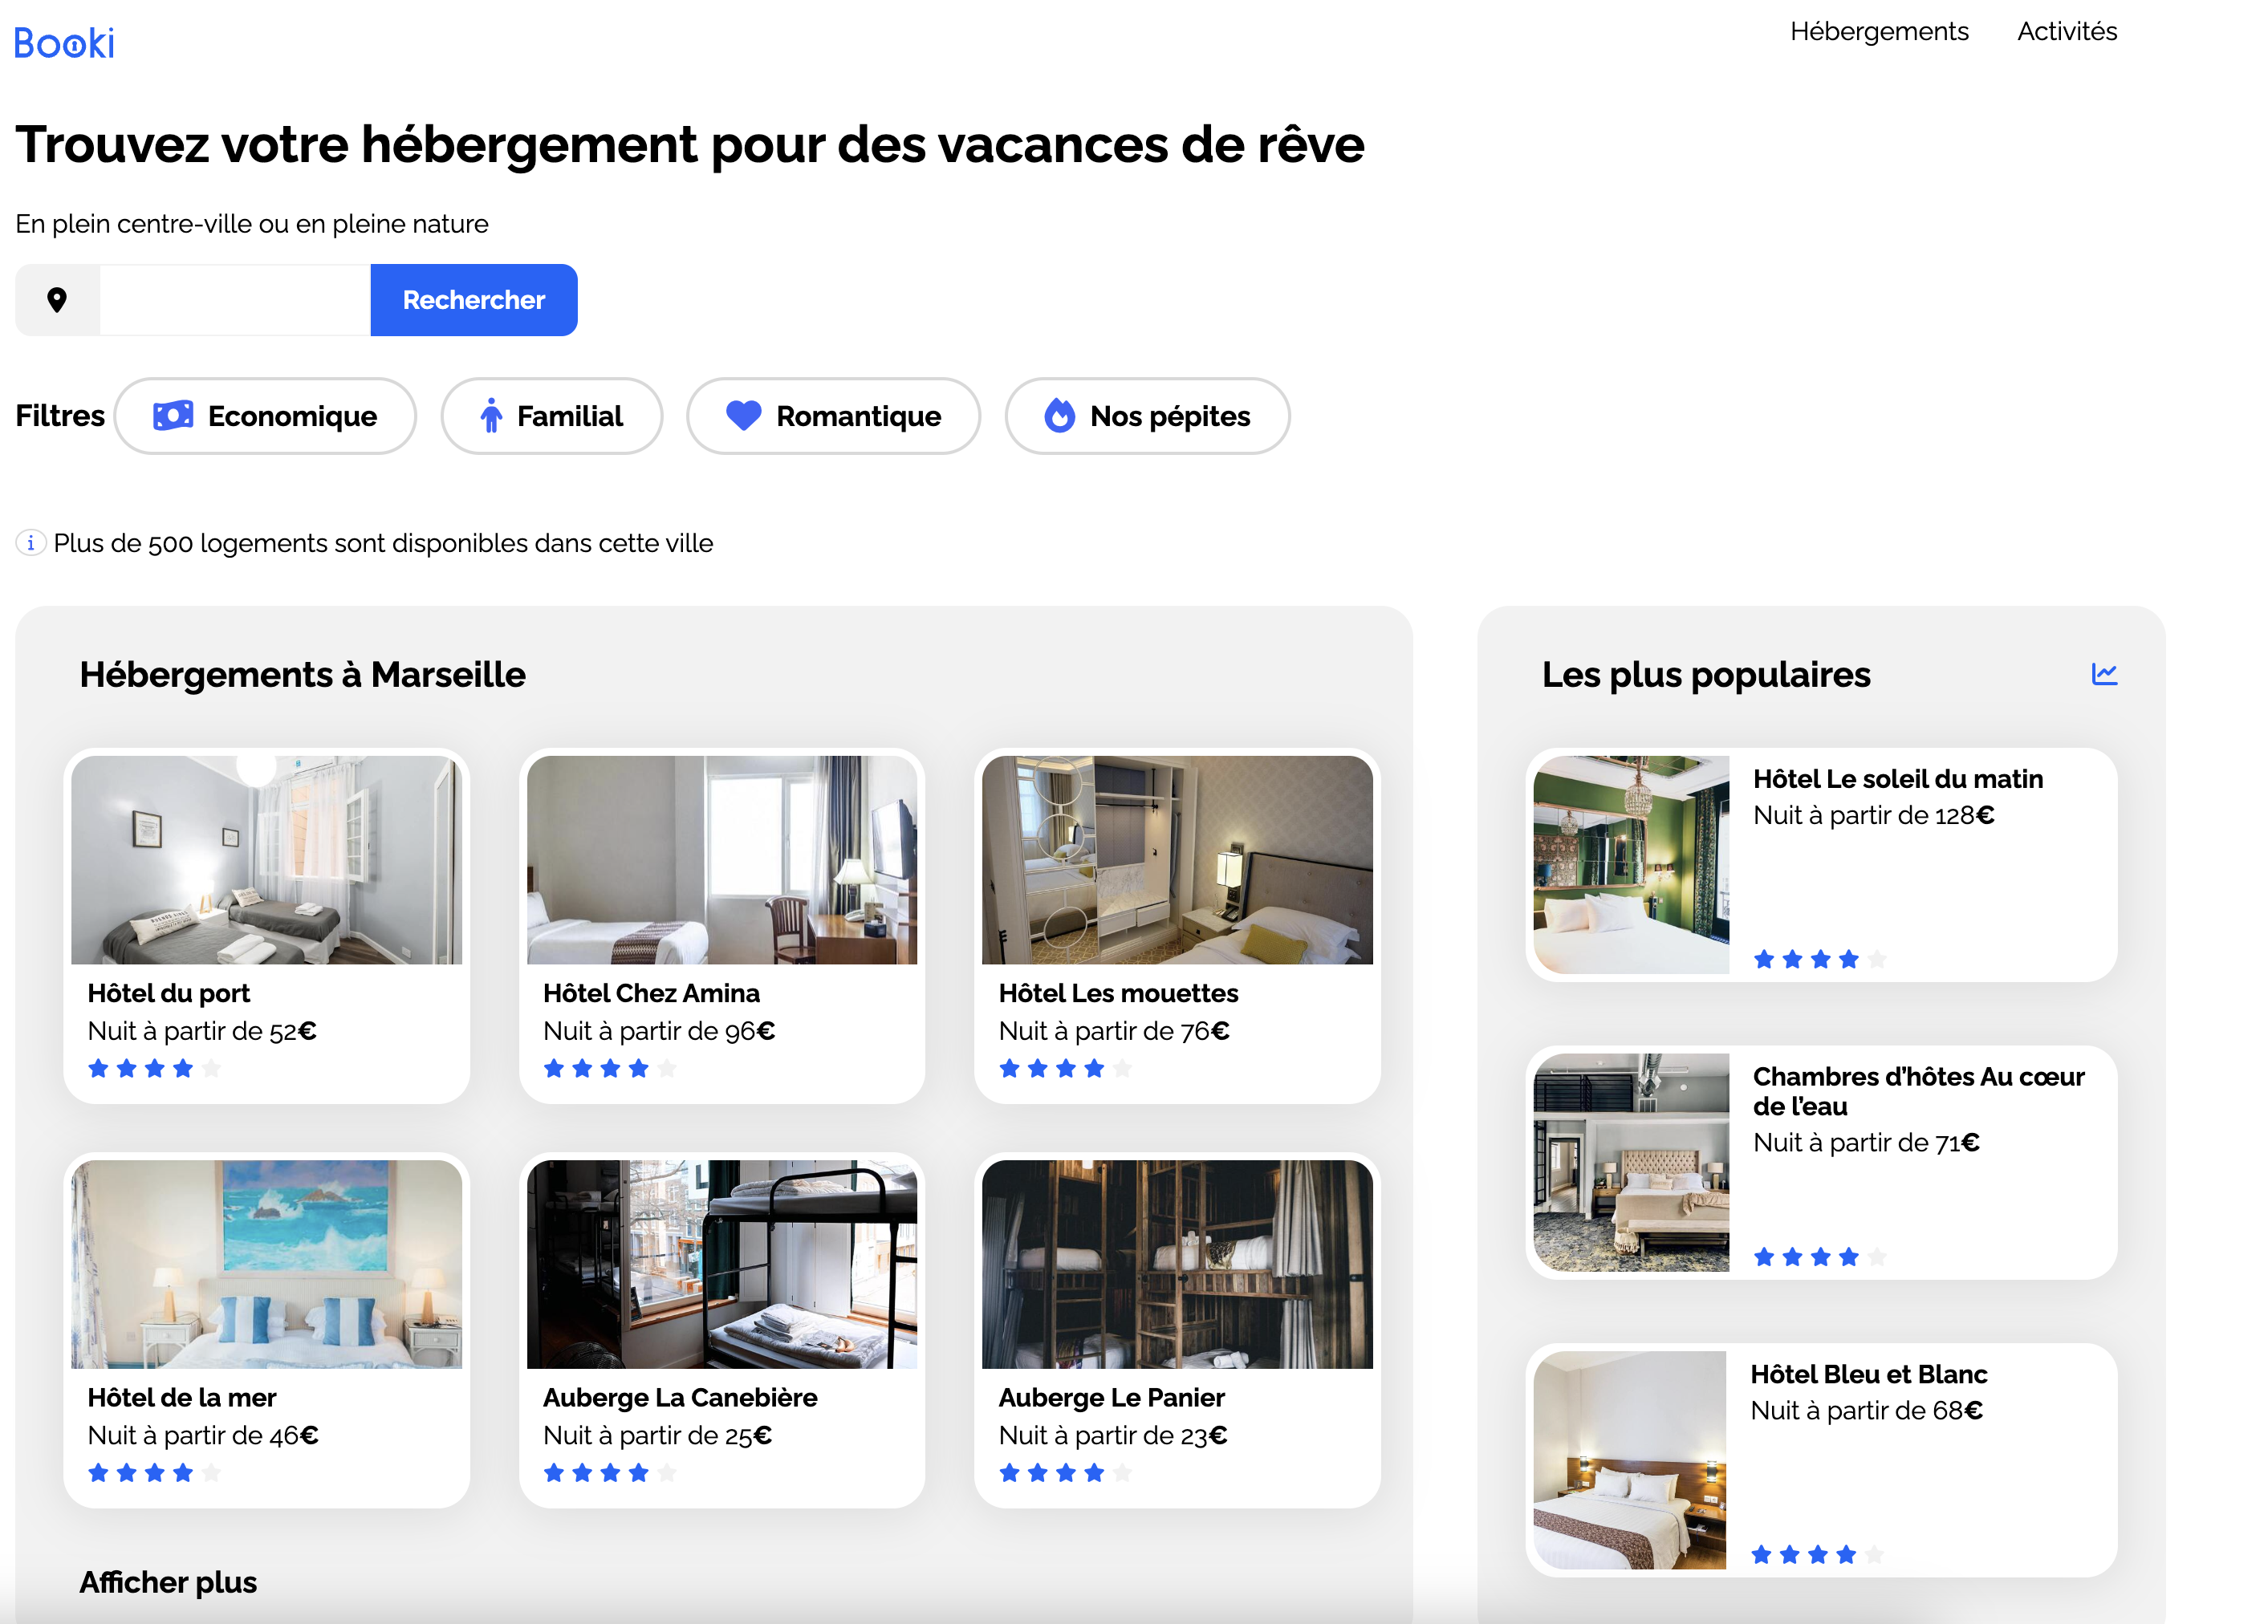 Booki
Hébergements
Activités
Trouvez votre hébergement pour des vacances de rêve
En plein centre-ville ou en pleine nature
Rechercher
Filtres
Economique
Familial
Romantique
Nos pépites
Plus de 500 logements sont disponibles dans cette ville
Hébergements à Marseille
Hôtel du port
Nuit à partir de 52€
Hôtel Chez Amina
Nuit à partir de 96€
Hôtel Les mouettes
Nuit à partir de 76€
Hôtel de la mer
Nuit à partir de 46€
Auberge La Canebière
Nuit à partir de 25€
Auberge Le Panier
Nuit à partir de 23€
Afficher plus
Les plus populaires
Hôtel Le soleil du matin
Nuit à partir de 128€
Chambres d’hôtes Au cœur
de l’eau
Nuit à partir de 71€
Hôtel Bleu et Blanc
Nuit à partir de 68€